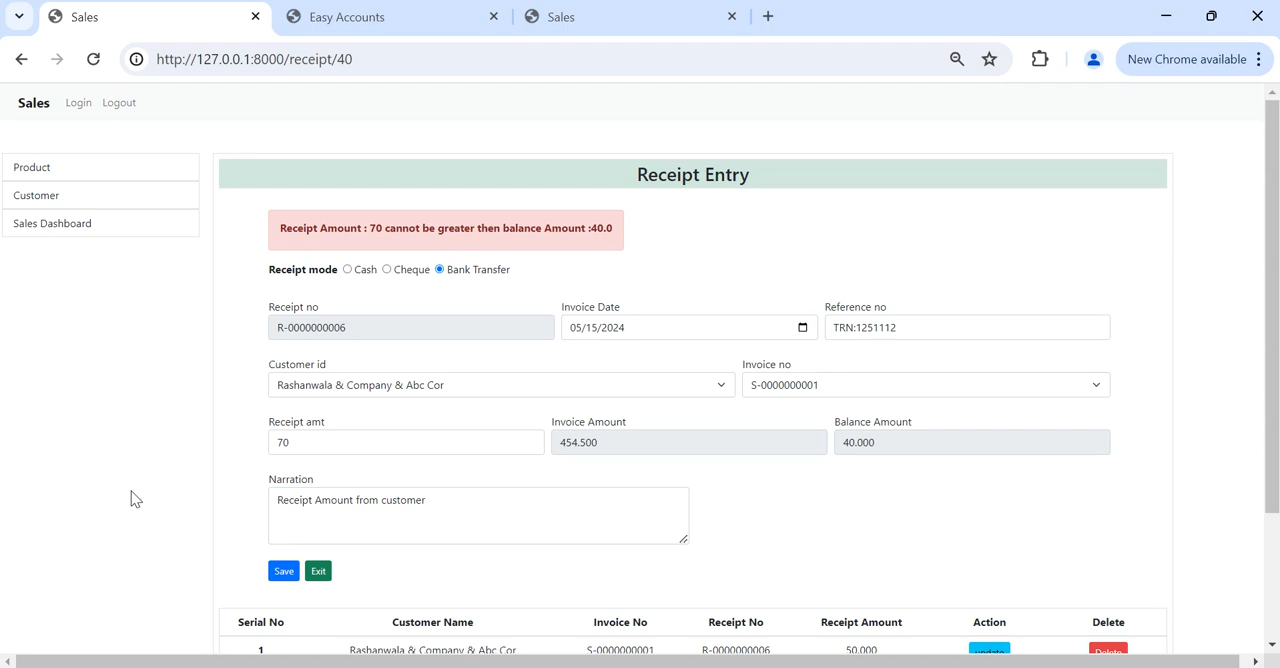 Sales
Easy Accounts
Sales
http://127.0.0.1:8000/receipt/40
New Chrome available
Sales Login Logout
Product
Customer
Sales Dashboard
Receipt Entry
Receipt Amount : 70 cannot be greater then balance Amount :40.0
Receipt mode Cash Cheque Bank Transfer
Receipt no Invoice Date Reference no
R-0000000006 05/15/2024 TRN:1251112
Customer id Invoice no
Rashanwala & Company & Abc Cor S-0000000001
Receipt amt Invoice Amount Balance Amount
70 454.500 40.000
Narration
Receipt Amount from customer
Save Exit
Serial No Customer Name Invoice No Receipt No Receipt Amount Action Delete
1 Rashanwala & Company & Abc Cor S-0000000001 R-0000000006 50.000 update Delete